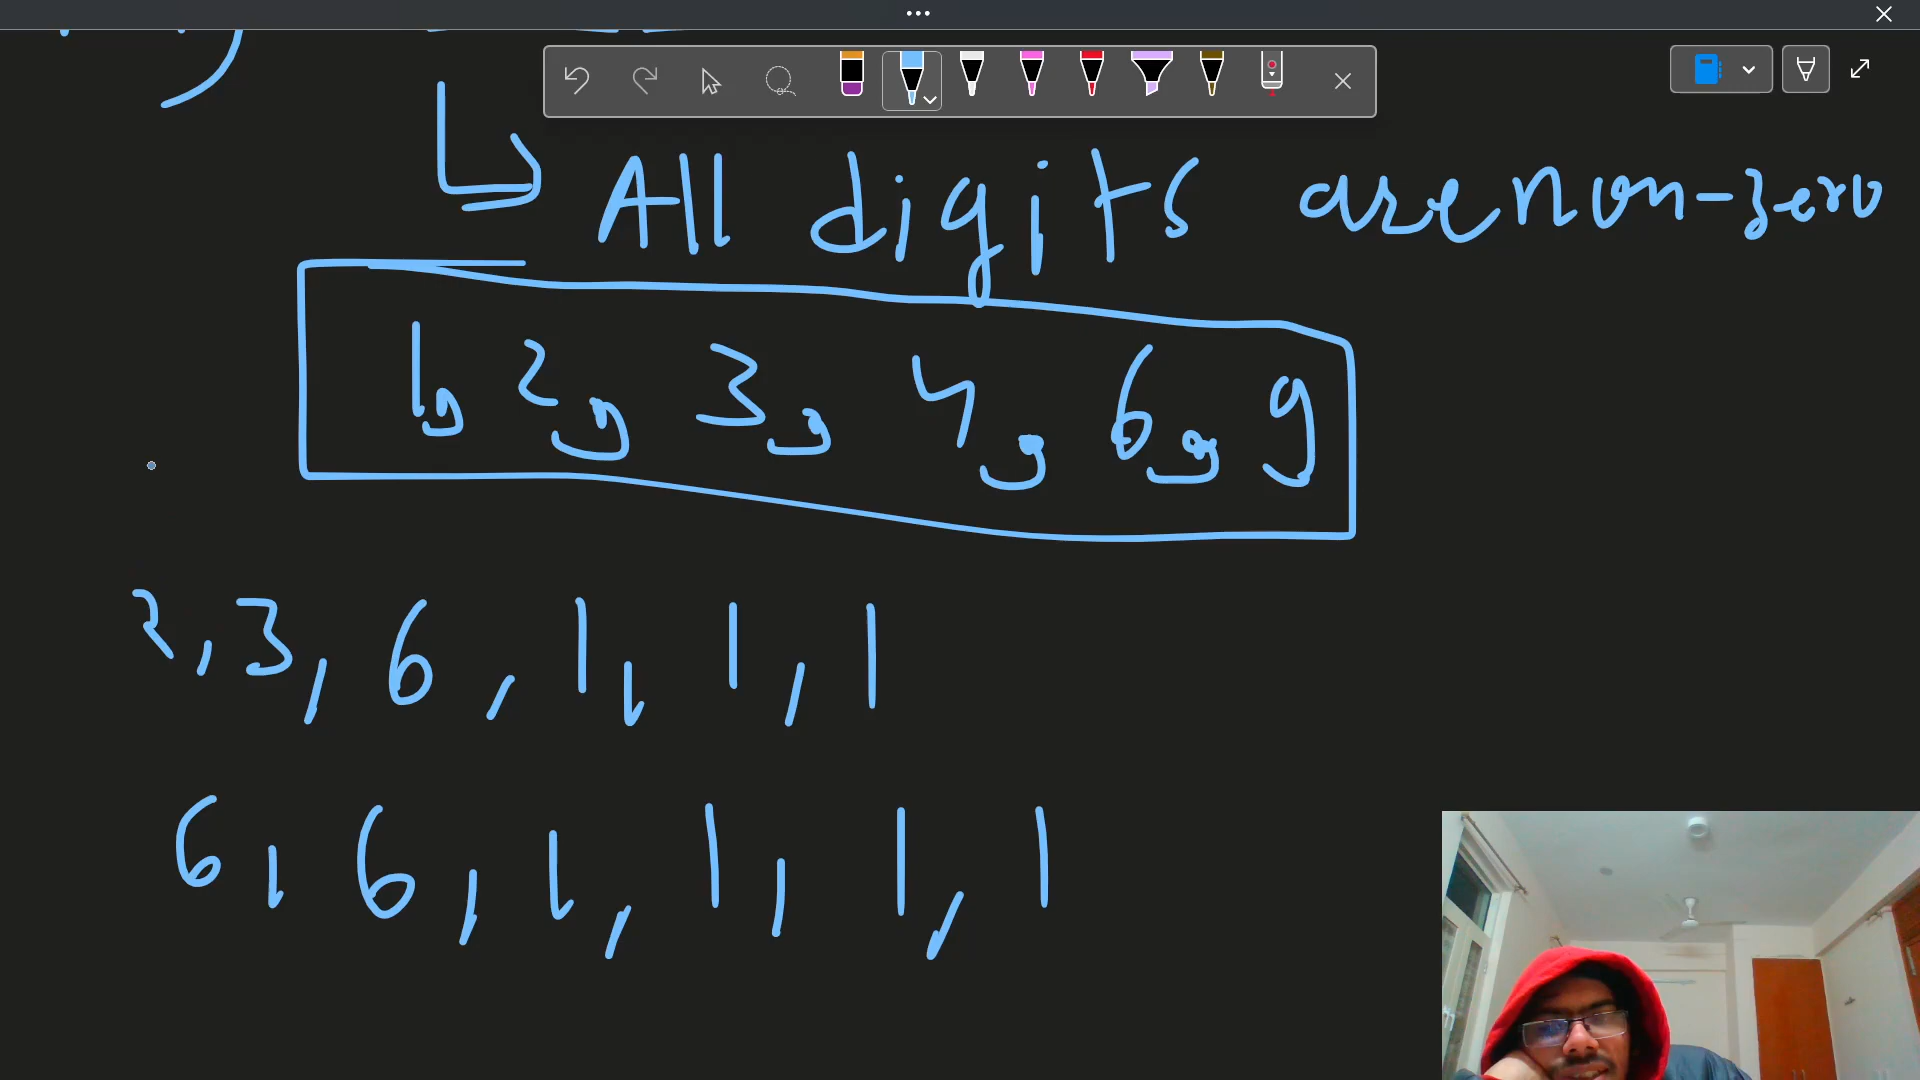 All digits are non-zero
1, 2, 3, 4, 6, 9
2, 3, 6, 1, 1, 1
6, 6, 1, 1, 1, 1